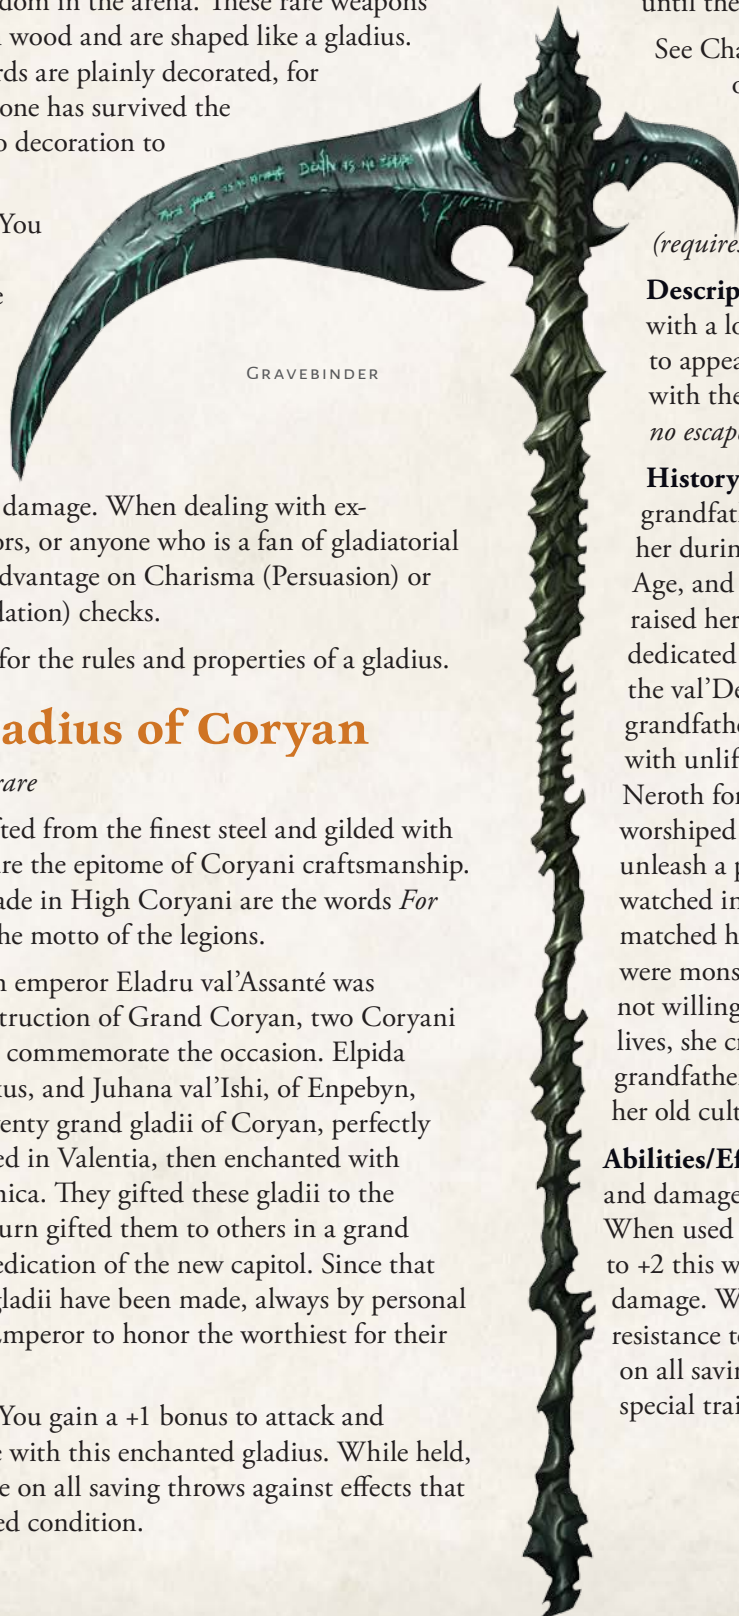 dom in the arena. These rare weapons
wood and are shaped like a gladius.
rds are plainly decorated, for
one has survived the
o decoration to
You
e
damage. When dealing with ex-
ors, or anyone who is a fan of gladiatorial
dvantage on Charisma (Persuasion) or
lation) checks.
for the rules and properties of a gladius.
adius of Coryan
rare
fted from the finest steel and gilded with
re the epitome of Coryani craftsmanship.
ade in High Coryani are the words For
he motto of the legions.
n emperor Eladru val'Assanté was
truction of Grand Coryan, two Coryani
commemorate the occasion. Elpida
us, and Juhana val'Ishi, of Enpebyn,
enty grand gladii of Coryan, perfectly
ed in Valentia, then enchanted with
nica. They gifted these gladii to the
urn gifted them to others in a grand
edication of the new capitol. Since that
gladii have been made, always by personal
Emperor to honor the worthiest for their
You gain a +1 bonus to attack and
e with this enchanted gladius. While held,
e on all saving throws against effects that
ed condition.
DEATH IS NO ESCAPE
GRAVEBINDER
until the
See Cha
o
(require
Descrip
with a lo
to appea
with the
no escap
History
grandfat
her durin
Age, and
raised her
dedicated
the val'De
grandfathe
with unlif
Neroth for
worshiped
unleash a p
watched in
matched h
were mons
not willing
lives, she cr
grandfather
her old cult
Abilities/Ef
and damage
When used
to +2 this w
damage. W
resistance to
on all savin
special trai